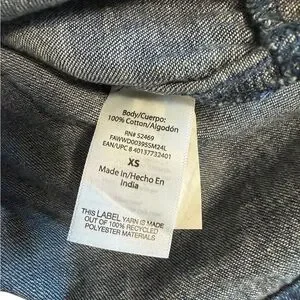 Body/Cuerpo:
100% Cotton/Algodón
RN# 52469
FAWWD00395SM24L
EAN/UPC 8 40137732401
XS
Made in/Hecho En
India
THIS LABEL YARN IS MADE
OUT OF 100% RECYCLED
POLYESTER MATERIALS